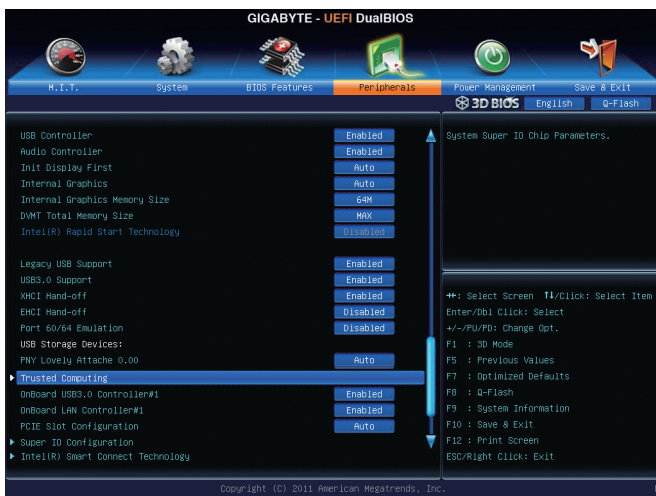 GIGABYTE - UEFI DualBIOS
M.I.T. System BIOS Features Peripherals Power Management Save & Exit
3D BIOS English Q-Flash
USB Controller Enabled
Audio Controller Enabled
Init Display First Auto
Internal Graphics Auto
Internal Graphics Memory Size 64M
DVMT Total Memory Size MAX
Intel(R) Rapid Start Technology Disabled
Legacy USB Support Enabled
USB3.0 Support Enabled
XHCI Hand-off Enabled
EHCI Hand-off Disabled
Port 60/64 Emulation Disabled
USB Storage Devices:
PNY Lovely Attache 0.00 Auto
Trusted Computing
OnBoard USB3.0 Controller#1 Enabled
OnBoard LAN Controller#1 Enabled
PCIE Slot Configuration Auto
Super IO Configuration
Intel(R) Smart Connect Technology
System Super IO Chip Parameters.
→←: Select Screen ↑↓/Click: Select Item
Enter/Dbl Click: Select
+/-/PU/PD: Change Opt.
F1 : 3D Mode
F5 : Previous Values
F7 : Optimized Defaults
F8 : Q-Flash
F9 : System Information
F10 : Save & Exit
F12 : Print Screen
ESC/Right Click: Exit
Copyright (C) 2011 American Megatrends, Inc.